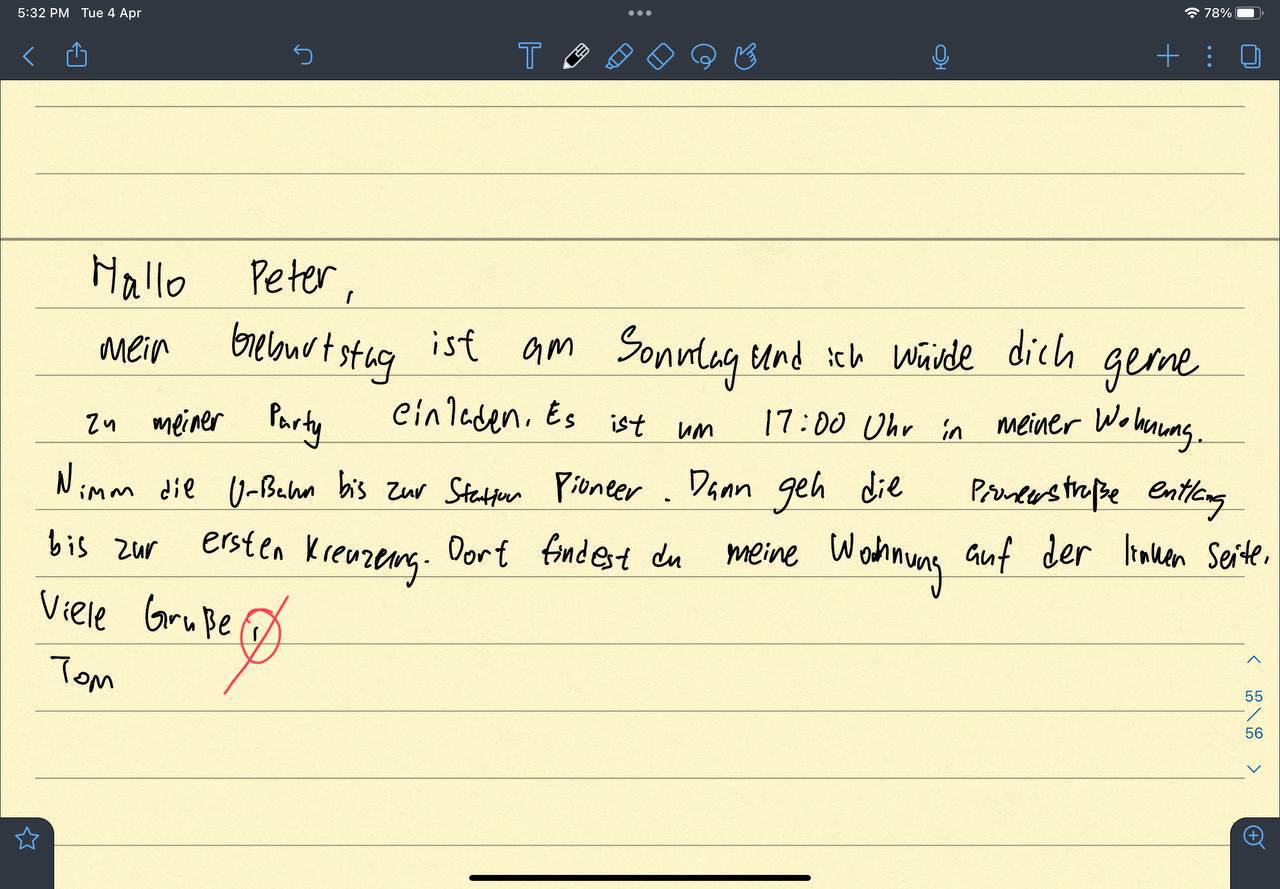 5:32 PM Tue 4 Apr
78%
Hallo Peter,
mein Geburtstag ist am Sonntag und ich würde dich gerne
zu meiner Party einladen. Es ist um 17:00 Uhr in meiner Wohnung.
Nimm die U-Bahn bis zur Station Pioneer. Dann geh die Pioneerstraße entlang
bis zur ersten Kreuzung. Dort findest du meine Wohnung auf der linken Seite.
Viele Gruße,
Tom
55
/
56